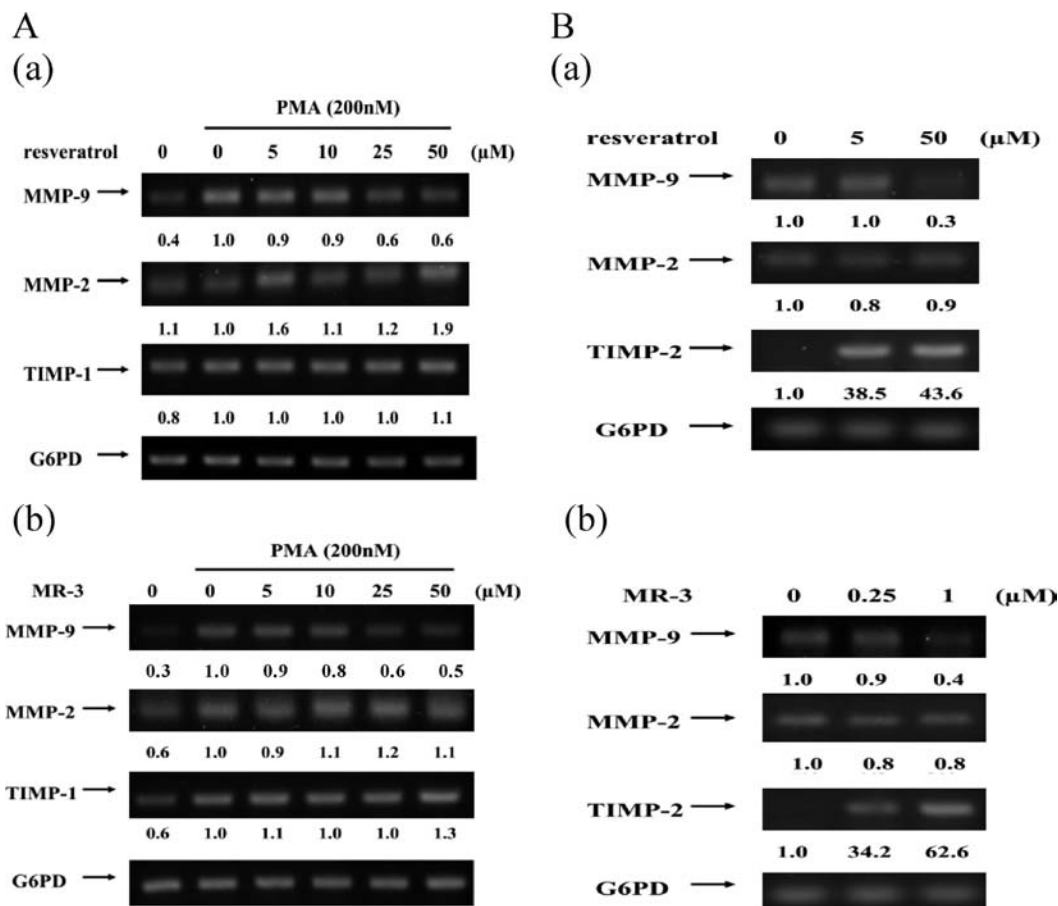 A
(a)
PMA (200nM)
resveratrol 0 0 5 10 25 50 (μM)
MMP-9
0.4 1.0 0.9 0.9 0.6 0.6
MMP-2
1.1 1.0 1.6 1.1 1.2 1.9
TIMP-1
0.8 1.0 1.0 1.0 1.0 1.1
G6PD
(b)
PMA (200nM)
MR-3 0 0 5 10 25 50 (μM)
MMP-9
0.3 1.0 0.9 0.8 0.6 0.5
MMP-2
0.6 1.0 0.9 1.1 1.2 1.1
TIMP-1
0.6 1.0 1.1 1.0 1.0 1.3
G6PD
B
(a)
resveratrol 0 5 50 (μM)
MMP-9
1.0 1.0 0.3
MMP-2
1.0 0.8 0.9
TIMP-2
1.0 38.5 43.6
G6PD
(b)
MR-3 0 0.25 1 (μM)
MMP-9
1.0 0.9 0.4
MMP-2
1.0 0.8 0.8
TIMP-2
1.0 34.2 62.6
G6PD